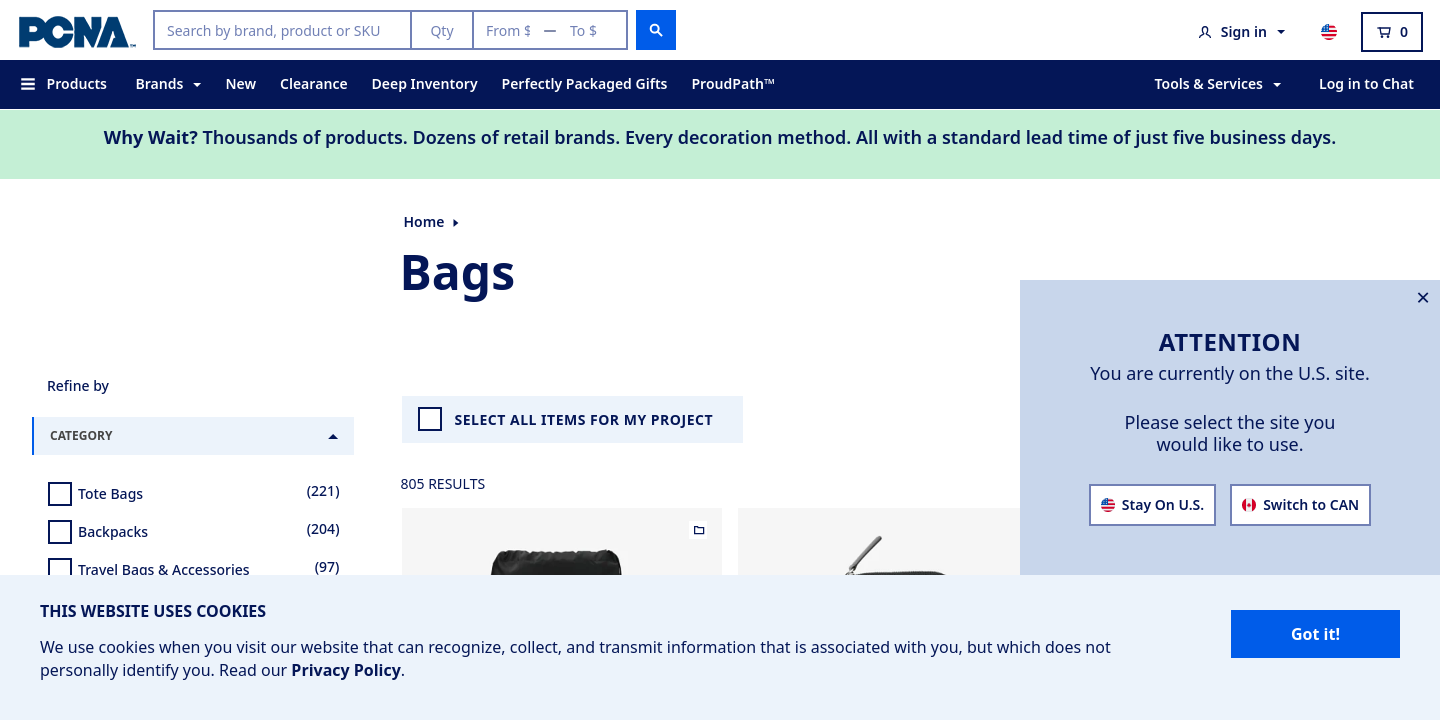 PCNA™
Search by brand, product or SKU
Qty
From $ — To $
Sign in
0
Products
Brands
New
Clearance
Deep Inventory
Perfectly Packaged Gifts
ProudPath™
Tools & Services
Log in to Chat
Why Wait? Thousands of products. Dozens of retail brands. Every decoration method. All with a standard lead time of just five business days.
Home
Bags
ATTENTION
You are currently on the U.S. site.
Please select the site you
would like to use.
Stay On U.S.
Switch to CAN
Refine by
CATEGORY
Tote Bags (221)
Backpacks (204)
Travel Bags & Accessories (97)
SELECT ALL ITEMS FOR MY PROJECT
805 RESULTS
THIS WEBSITE USES COOKIES
We use cookies when you visit our website that can recognize, collect, and transmit information that is associated with you, but which does not
personally identify you. Read our Privacy Policy.
Got it!